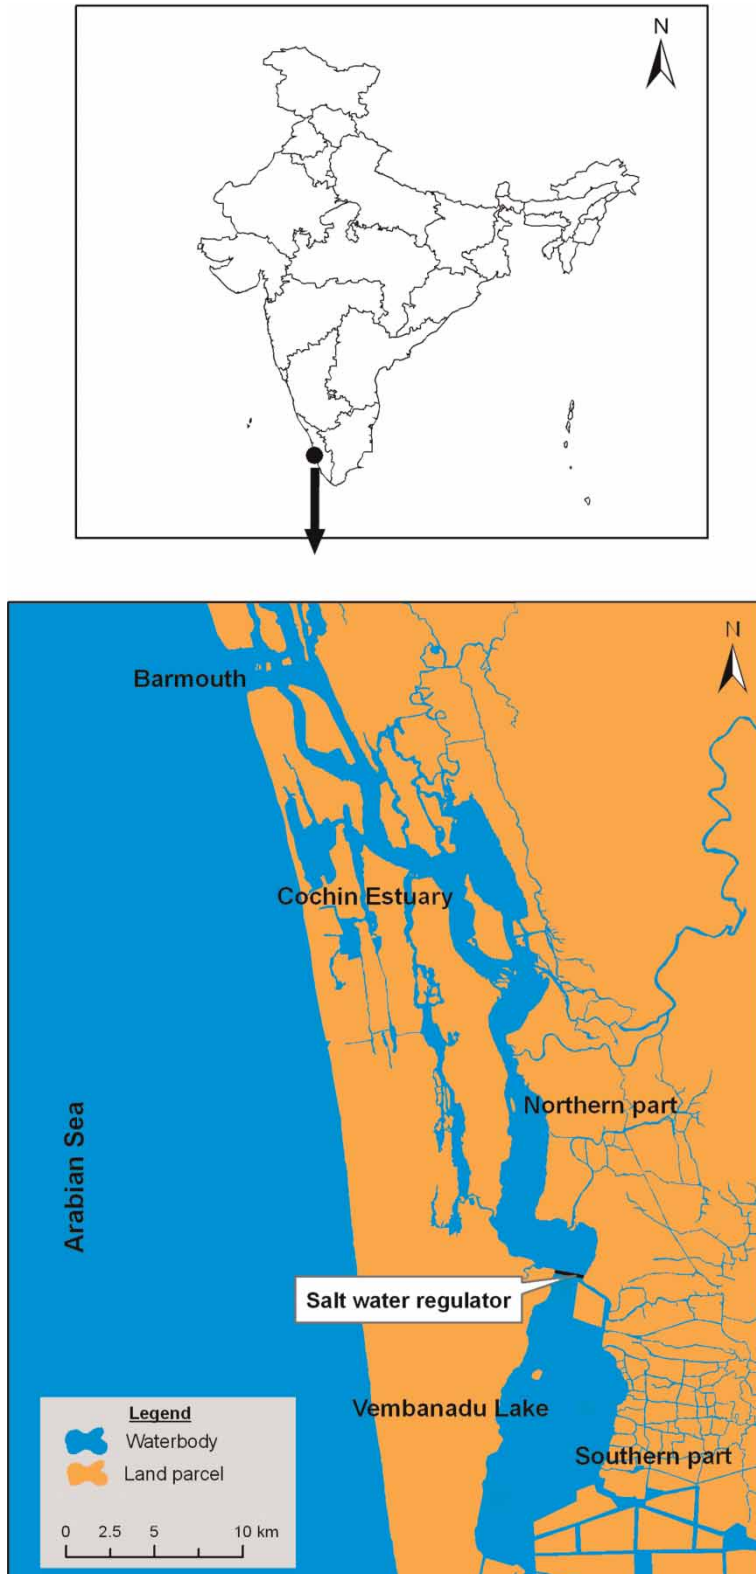 N
N
Barmouth
Cochin Estuary
Northern part
Arabian Sea
Salt water regulator
Vembanadu Lake
Southern part
Legend
Waterbody
Land parcel
0 2.5 5 10 km